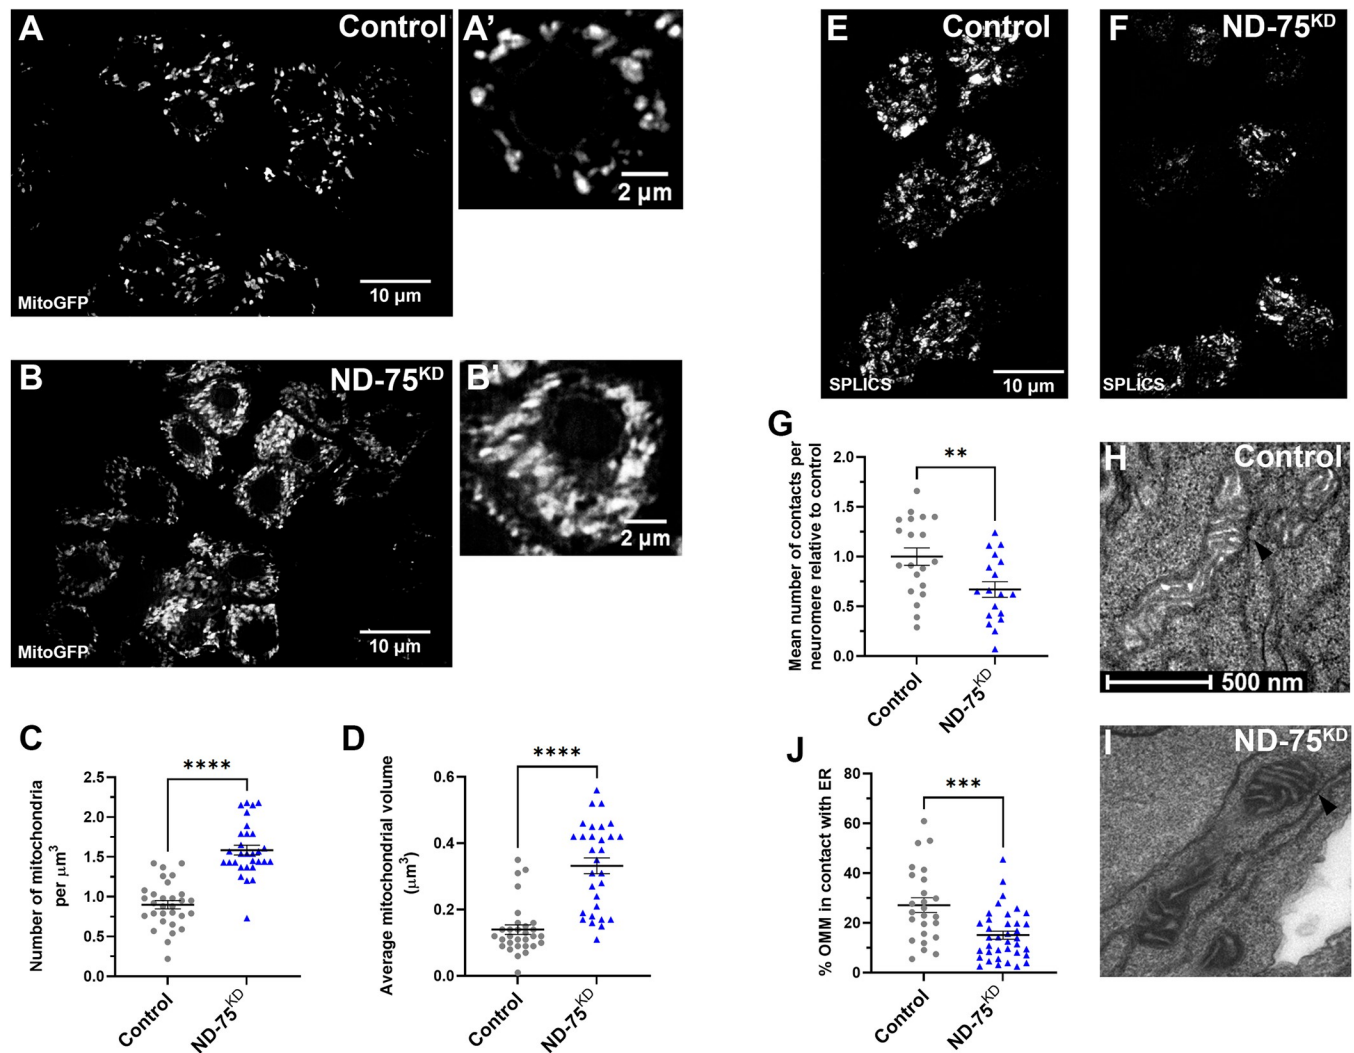 A
Control
MitoGFP
10 µm
A'
2 µm
B
ND-75KD
MitoGFP
10 µm
B'
2 µm
C
Number of mitochondria
per µm3
2.5
2.0
1.5
1.0
0.5
0.0
****
Control
ND-75KD
D
Average mitochondrial volume
(µm3)
0.6
0.4
0.2
0.0
****
Control
ND-75KD
E
Control
SPLICS
10 µm
F
ND-75KD
SPLICS
G
Mean number of contacts per
neuromere relative to control
2.0
1.5
1.0
0.5
0.0
**
Control
ND-75KD
H
Control
500 nm
I
ND-75KD
J
% OMM in contact with ER
80
60
40
20
0
***
Control
ND-75KD